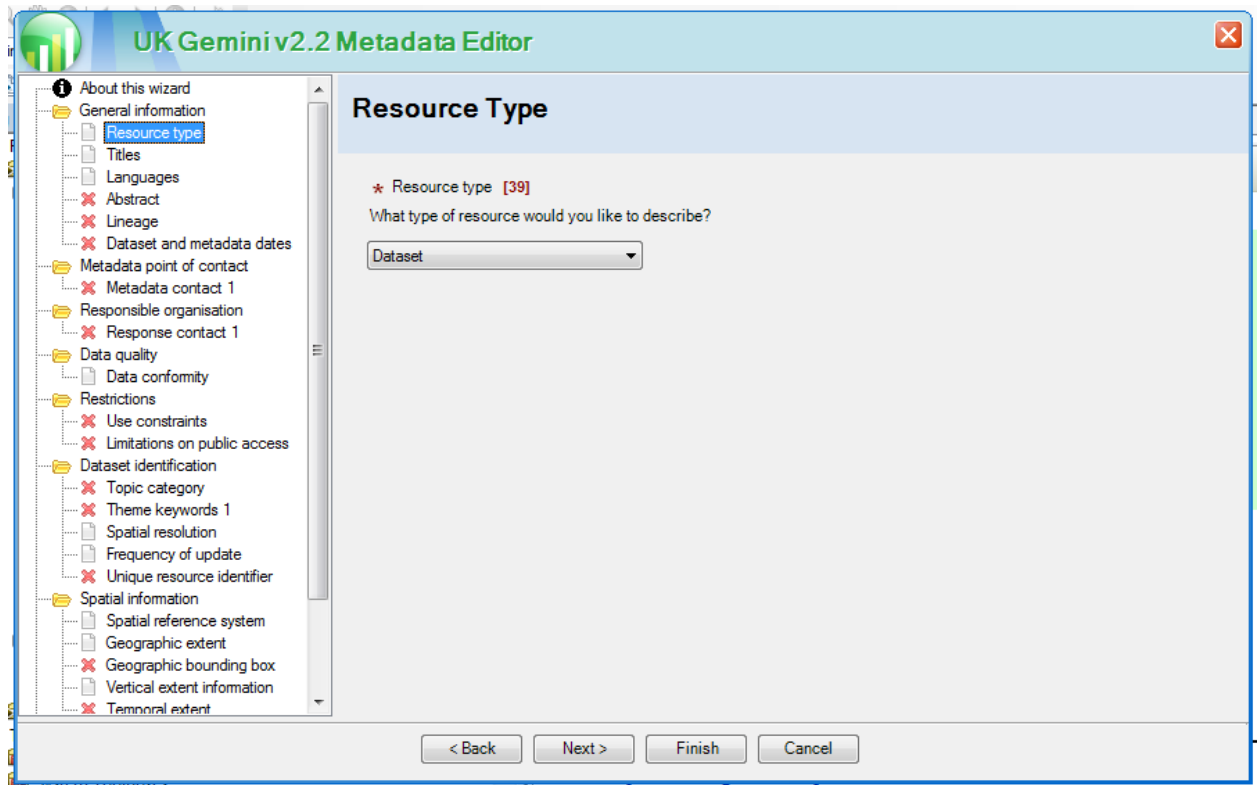 UK Gemini v2.2 Metadata Editor
About this wizard
General information
Resource type
Titles
Languages
Abstract
Lineage
Dataset and metadata dates
Metadata point of contact
Metadata contact 1
Responsible organisation
Response contact 1
Data quality
Data conformity
Restrictions
Use constraints
Limitations on public access
Dataset identification
Topic category
Theme keywords 1
Spatial resolution
Frequency of update
Unique resource identifier
Spatial information
Spatial reference system
Geographic extent
Geographic bounding box
Vertical extent information
Temporal extent
Resource Type
* Resource type [39]
What type of resource would you like to describe?
Dataset
< Back Next > Finish Cancel